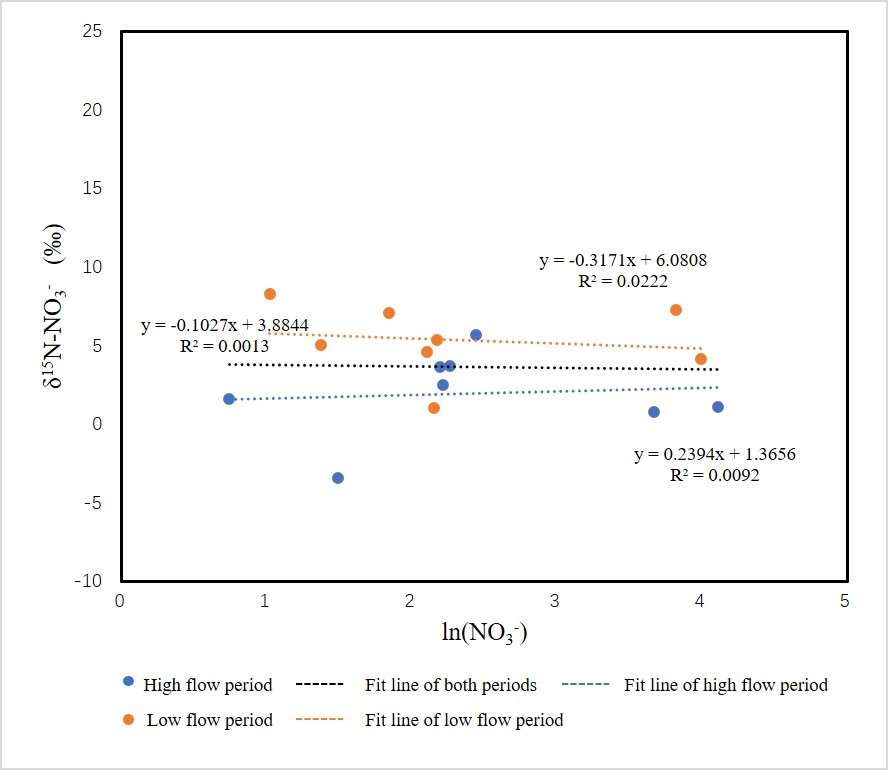 25
20
15
10
5
0
-5
-10
δ¹⁵N-NO₃⁻ (‰)
y = -0.3171x + 6.0808
R² = 0.0222
y = -0.1027x + 3.8844
R² = 0.0013
y = 0.2394x + 1.3656
R² = 0.0092
0 1 2 3 4 5
ln(NO₃⁻)
High flow period Fit line of both periods Fit line of high flow period
Low flow period Fit line of low flow period